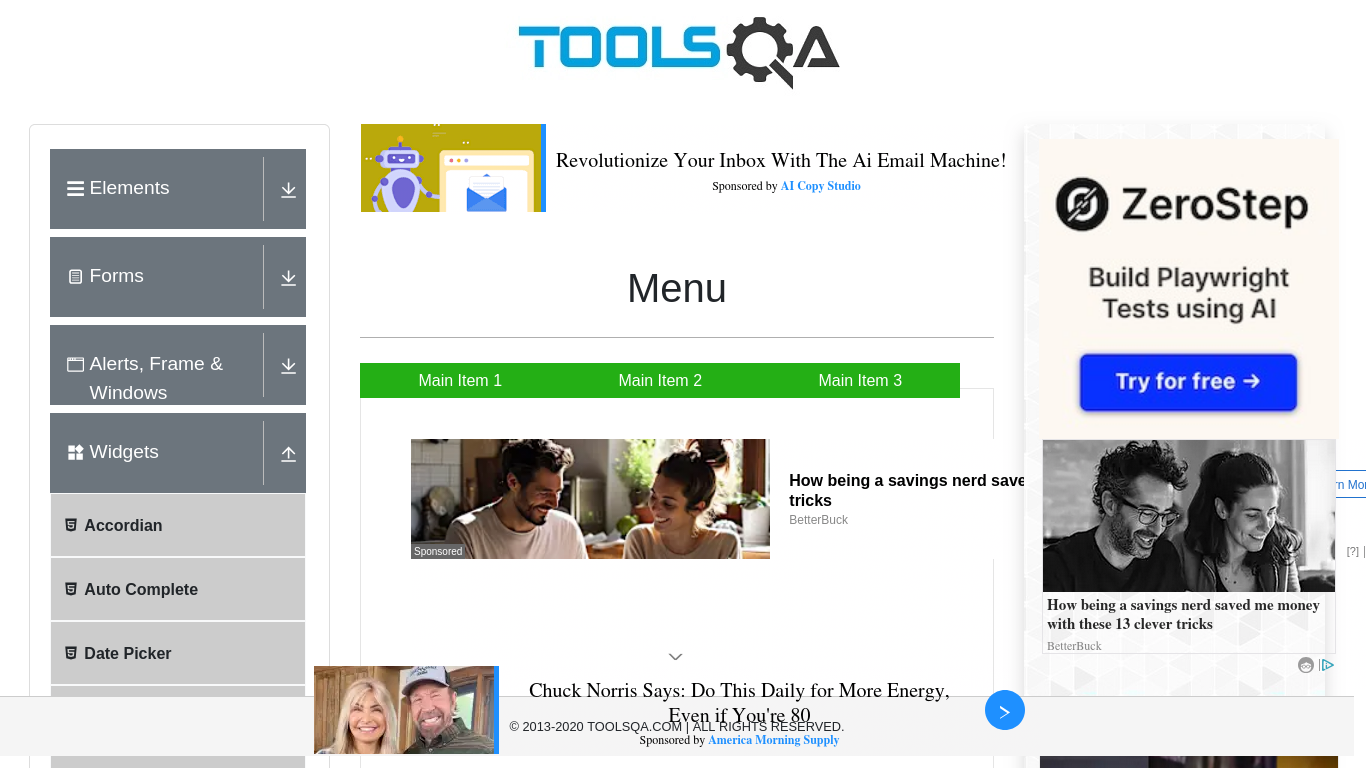 TOOLSQA
Elements
Forms
Alerts, Frame &
Windows
Widgets
Accordian
Auto Complete
Date Picker
Revolutionize Your Inbox With The Ai Email Machine!
Sponsored by AI Copy Studio
Menu
Main Item 1
Main Item 2
Main Item 3
Sponsored
How being a savings nerd save
tricks
BetterBuck
ZeroStep
Build Playwright
Tests using AI
Try for free →
rn Mor
[?]
How being a savings nerd saved me money
with these 13 clever tricks
BetterBuck
Chuck Norris Says: Do This Daily for More Energy,
Even if You're 80
© 2013-2020 TOOLSQA.COM | ALL RIGHTS RESERVED.
Sponsored by America Morning Supply